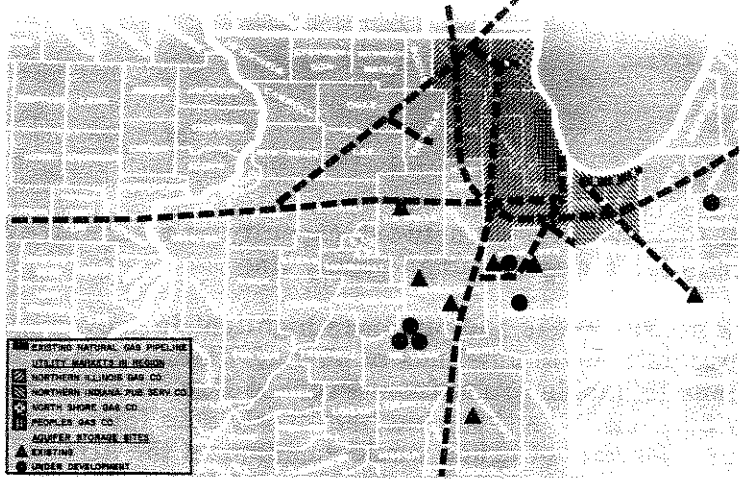 EXISTING NATURAL GAS PIPELINE
UTILITY MARKETS IN REGION
NORTHERN ILLINOIS GAS CO.
NORTHERN INDIANA PUB. SERV. CO.
NORTH SHORE GAS CO.
PEOPLES GAS CO.
AQUIFER STORAGE SITES
EXISTING
UNDER DEVELOPMENT